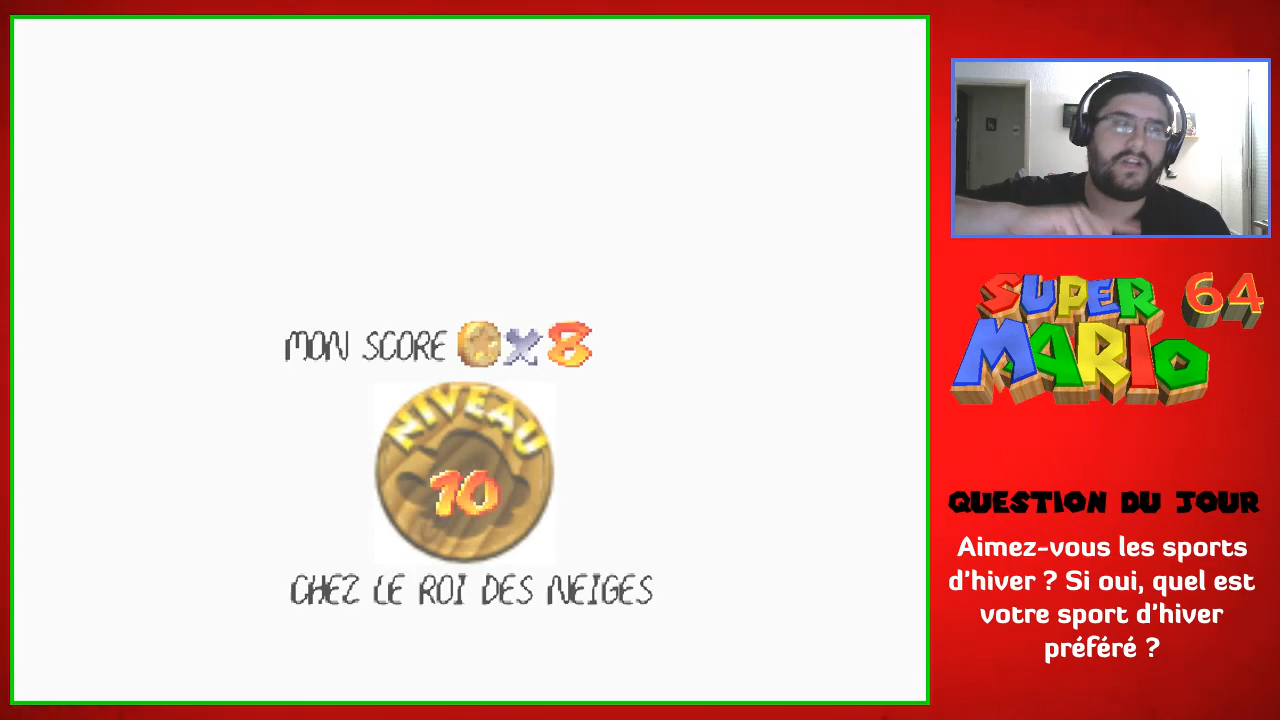 MON SCORE x8
NIVEAU
10
CHEZ LE ROI DES NEIGES
SUPER
MARIO
64
QUESTION DU JOUR
Aimez-vous les sports
d'hiver ? Si oui, quel est
votre sport d'hiver
préféré ?